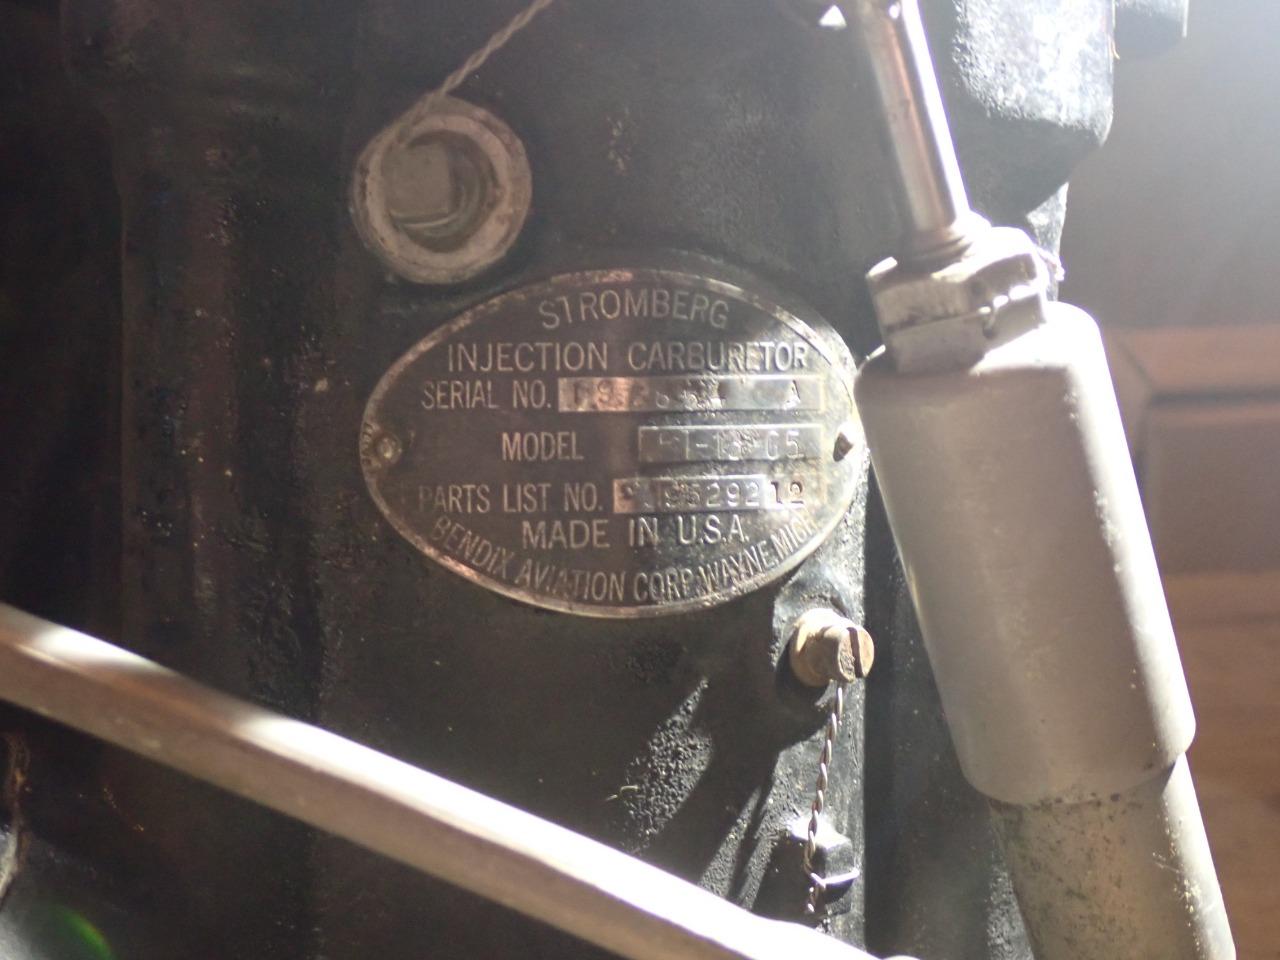 STROMBERG
INJECTION CARBURETOR
SERIAL NO.
MODEL
PARTS LIST NO.
MADE IN U.S.A.
BENDIX AVIATION CORP. WAYNE MICH